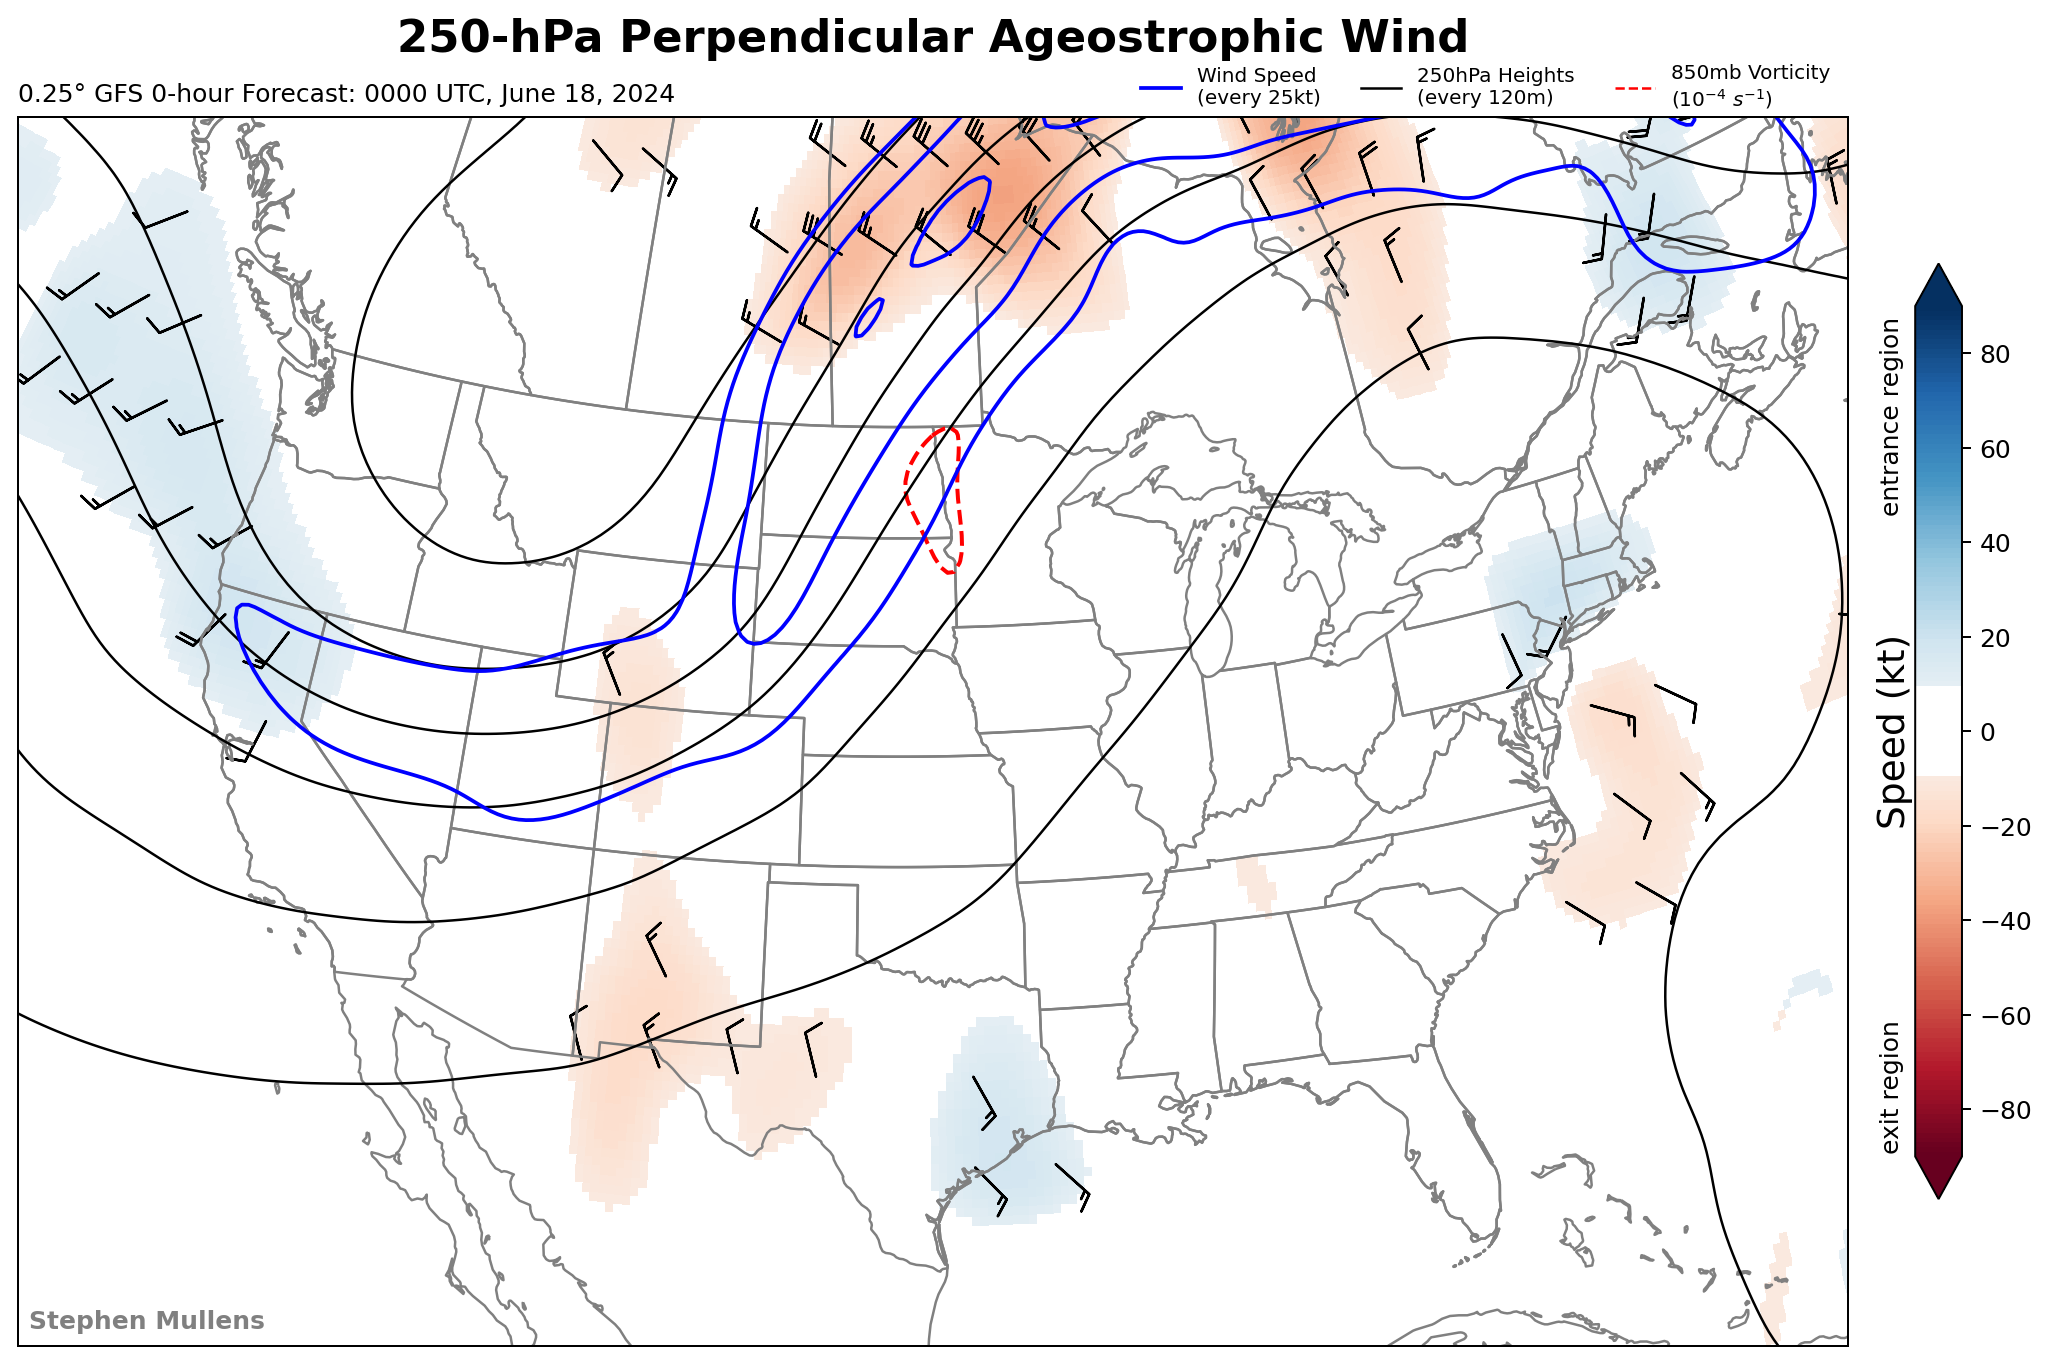 250-hPa Perpendicular Ageostrophic Wind
0.25° GFS 0-hour Forecast: 0000 UTC, June 18, 2024
Wind Speed
(every 25kt)
250hPa Heights
(every 120m)
850mb Vorticity
(10⁻⁴ s⁻¹)
entrance region
Speed (kt)
exit region
80
60
40
20
0
−20
−40
−60
−80
Stephen Mullens